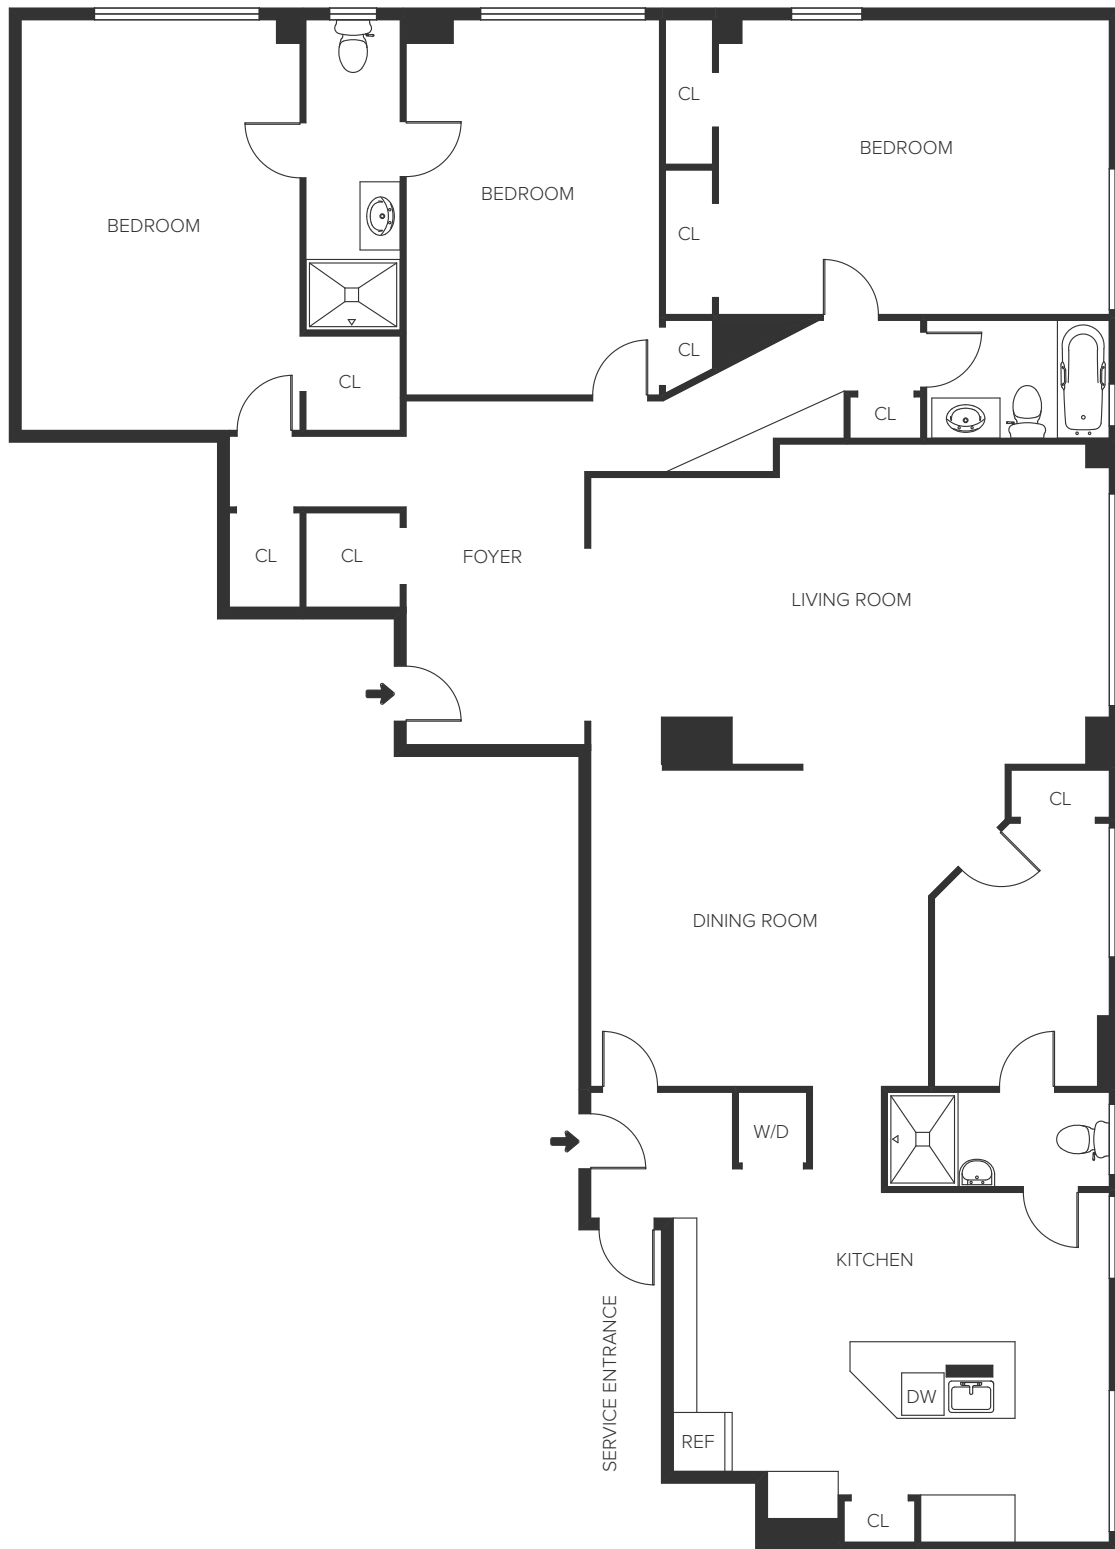 CL
BEDROOM
BEDROOM
BEDROOM
CL
CL
CL
CL
CL
CL
FOYER
LIVING ROOM
CL
DINING ROOM
W/D
KITCHEN
SERVICE ENTRANCE
DW
REF
CL